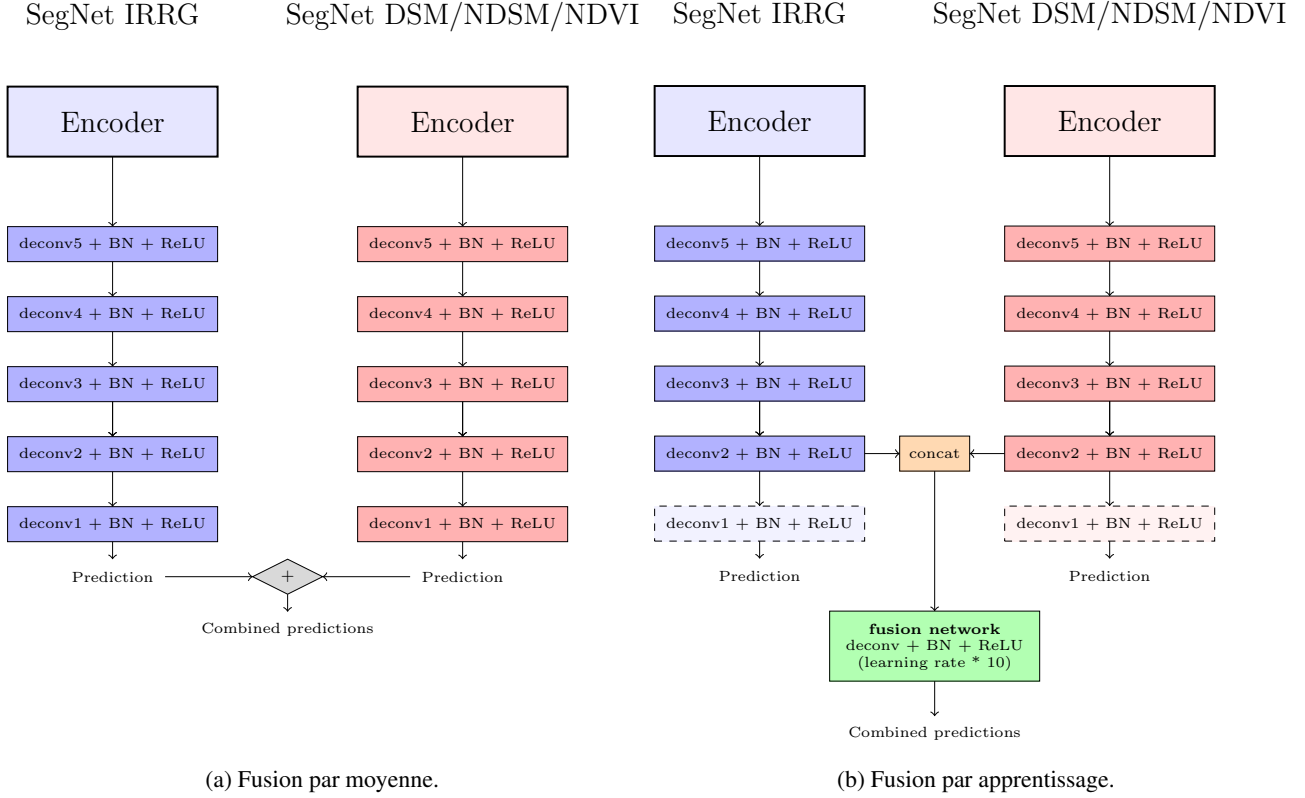 SegNet IRRG
SegNet DSM/NDSM/NDVI
Encoder
Encoder
deconv5 + BN + ReLU
deconv5 + BN + ReLU
deconv4 + BN + ReLU
deconv4 + BN + ReLU
deconv3 + BN + ReLU
deconv3 + BN + ReLU
deconv2 + BN + ReLU
deconv2 + BN + ReLU
deconv1 + BN + ReLU
deconv1 + BN + ReLU
Prediction
+
Prediction
Combined predictions
(a) Fusion par moyenne.
SegNet IRRG
SegNet DSM/NDSM/NDVI
Encoder
Encoder
deconv5 + BN + ReLU
deconv5 + BN + ReLU
deconv4 + BN + ReLU
deconv4 + BN + ReLU
deconv3 + BN + ReLU
deconv3 + BN + ReLU
deconv2 + BN + ReLU
concat
deconv2 + BN + ReLU
deconv1 + BN + ReLU
deconv1 + BN + ReLU
Prediction
Prediction
fusion network
deconv + BN + ReLU
(learning rate * 10)
Combined predictions
(b) Fusion par apprentissage.